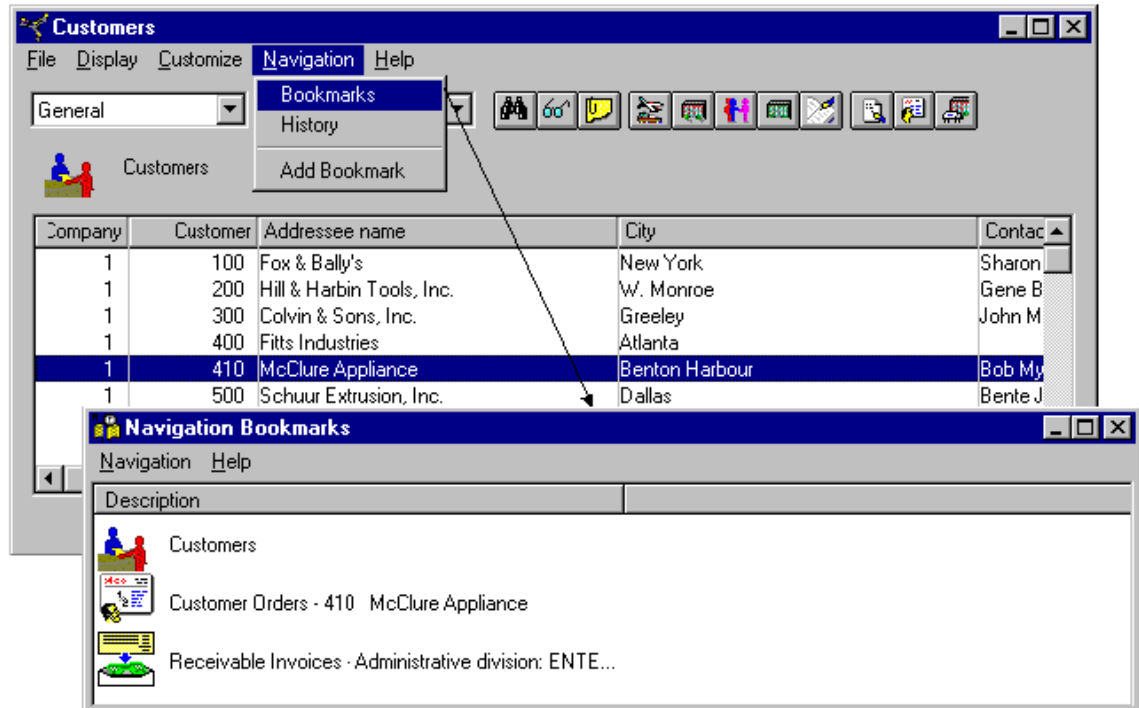 Customers
File Display Customize Navigation Help
General
Bookmarks
History
Add Bookmark
Customers
Company Customer Addressee name City Contac
1 100 Fox & Bally's New York Sharon
1 200 Hill & Harbin Tools, Inc. W. Monroe Gene B
1 300 Colvin & Sons, Inc. Greeley John M
1 400 Fitts Industries Atlanta
1 410 McClure Appliance Benton Harbour Bob My
1 500 Schuur Extrusion, Inc. Dallas Bente J
Navigation Bookmarks
Navigation Help
Description
Customers
Customer Orders - 410 McClure Appliance
Receivable Invoices - Administrative division: ENTE...